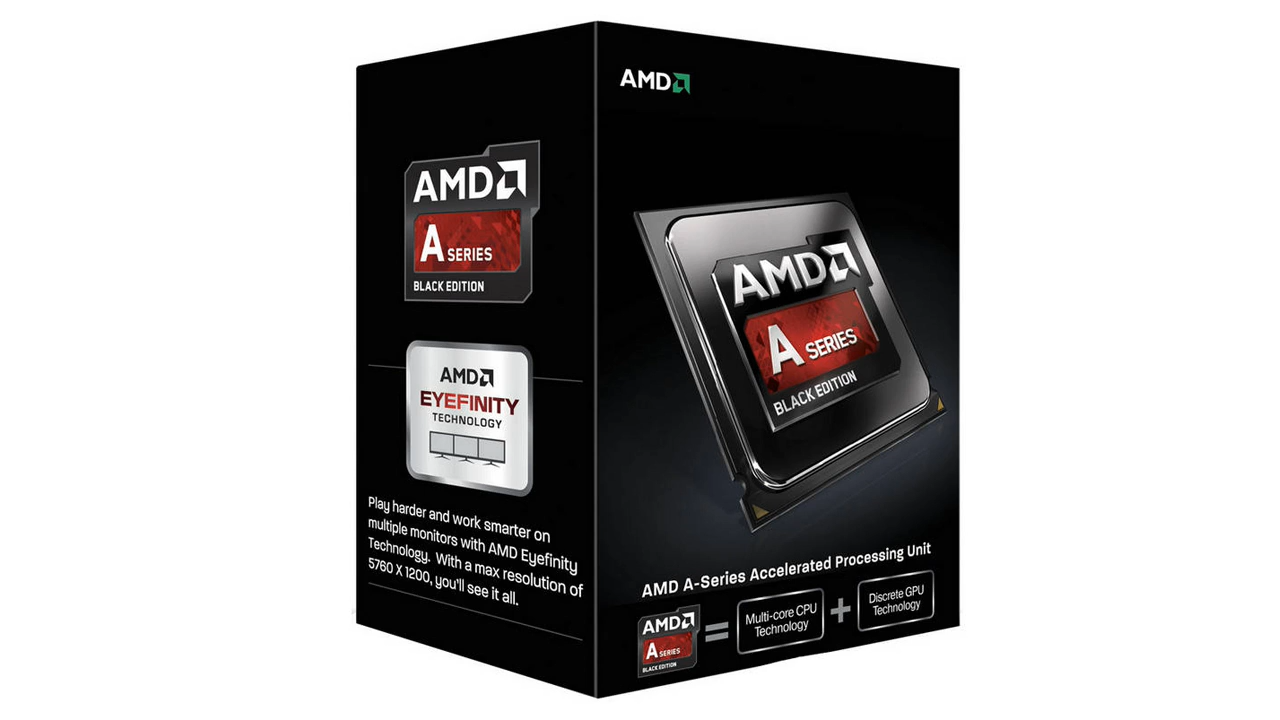 AMD
A SERIES
BLACK EDITION
AMD
EYEFINITY
TECHNOLOGY
Play harder and work smarter on
multiple monitors with AMD Eyefinity
Technology. With a max resolution of
5760 X 1200, you'll see it all.
AMD
AMD
A SERIES
BLACK EDITION
AMD A-Series Accelerated Processing Unit
AMD
A SERIES
BLACK EDITION
=
Multi-core CPU
Technology
+
Discrete GPU
Technology